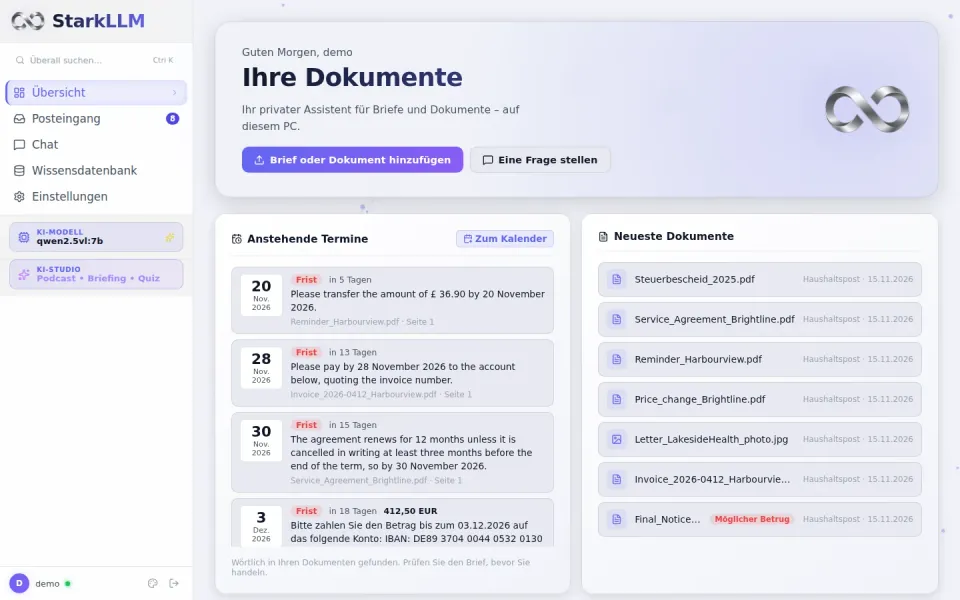 StarkLLM
Überall suchen...
Ctrl K
Übersicht
Posteingang
8
Chat
Wissensdatenbank
Einstellungen
KI-MODELL
qwen2.5vl:7b
KI-STUDIO
Podcast • Briefing • Quiz
D
demo
Guten Morgen, demo
Ihre Dokumente
Ihr privater Assistent für Briefe und Dokumente – auf
diesem PC.
Brief oder Dokument hinzufügen
Eine Frage stellen
Anstehende Termine
Zum Kalender
20
Nov.
2026
Frist in 5 Tagen
Please transfer the amount of £ 36.90 by 20 November
2026.
Reminder_Harbourview.pdf · Seite 1
28
Nov.
2026
Frist in 13 Tagen
Please pay by 28 November 2026 to the account
below, quoting the invoice number.
Invoice_2026-0412_Harbourview.pdf · Seite 1
30
Nov.
2026
Frist in 15 Tagen
The agreement renews for 12 months unless it is
cancelled in writing at least three months before the
end of the term, so by 30 November 2026.
Service_Agreement_Brightline.pdf · Seite 1
3
Dez.
2026
Frist in 18 Tagen 412,50 EUR
Bitte zahlen Sie den Betrag bis zum 03.12.2026 auf
das folgende Konto: IBAN: DE89 3704 0044 0532 0130
Wörtlich in Ihren Dokumenten gefunden. Prüfen Sie den Brief, bevor Sie
handeln.
Neueste Dokumente
Steuerbescheid_2025.pdf Haushaltspost · 15.11.2026
Service_Agreement_Brightline.pdf Haushaltspost · 15.11.2026
Reminder_Harbourview.pdf Haushaltspost · 15.11.2026
Price_change_Brightline.pdf Haushaltspost · 15.11.2026
Letter_LakesideHealth_photo.jpg Haushaltspost · 15.11.2026
Invoice_2026-0412_Harbourvie... Haushaltspost · 15.11.2026
Final_Notice... Möglicher Betrug Haushaltspost · 15.11.2026